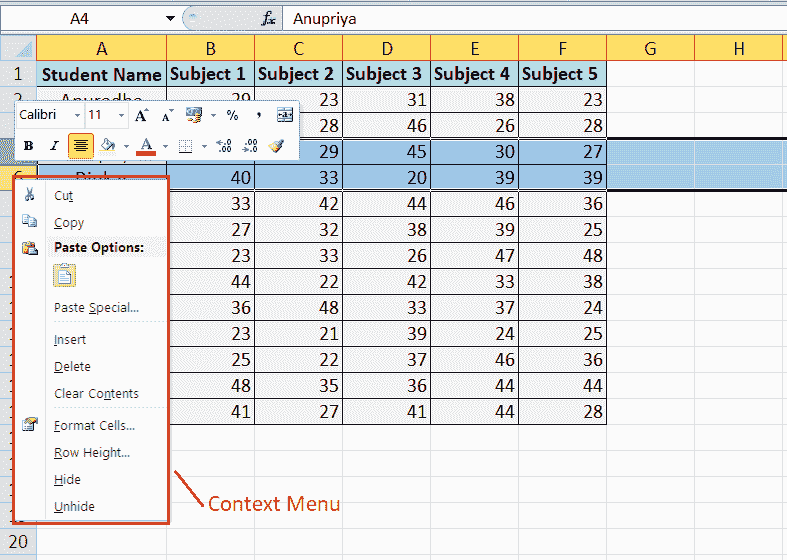 A4 fx Anupriya
A B C D E F G H
1 Student Name Subject 1 Subject 2 Subject 3 Subject 4 Subject 5
29 23 31 38 23
Calibri 11 A A % ,
28 46 26 28
B I A .00 .00
29 45 30 27
40 33 20 39 39
Cut 33 42 44 46 36
Copy 27 32 38 39 25
Paste Options: 23 33 26 47 48
44 22 42 33 38
Paste Special... 36 48 33 37 24
Insert 23 21 39 24 25
Delete 25 22 37 46 36
Clear Contents 48 35 36 44 44
41 27 41 44 28
Format Cells...
Row Height...
Hide
Unhide
Context Menu
20